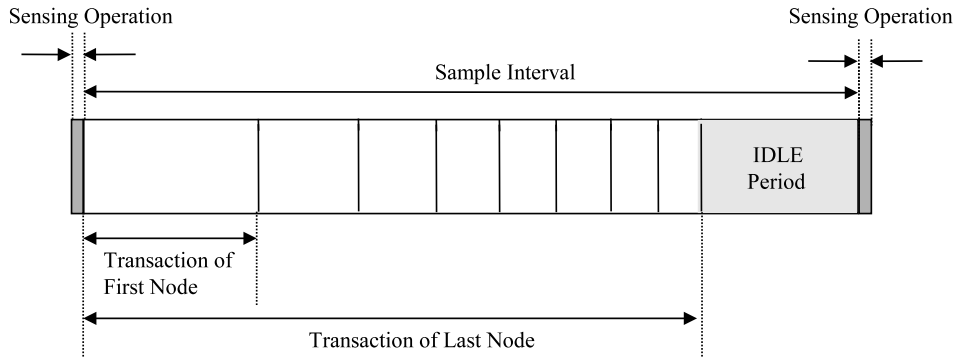 Sensing Operation
Sensing Operation
Sample Interval
IDLE
Period
Transaction of
First Node
Transaction of Last Node